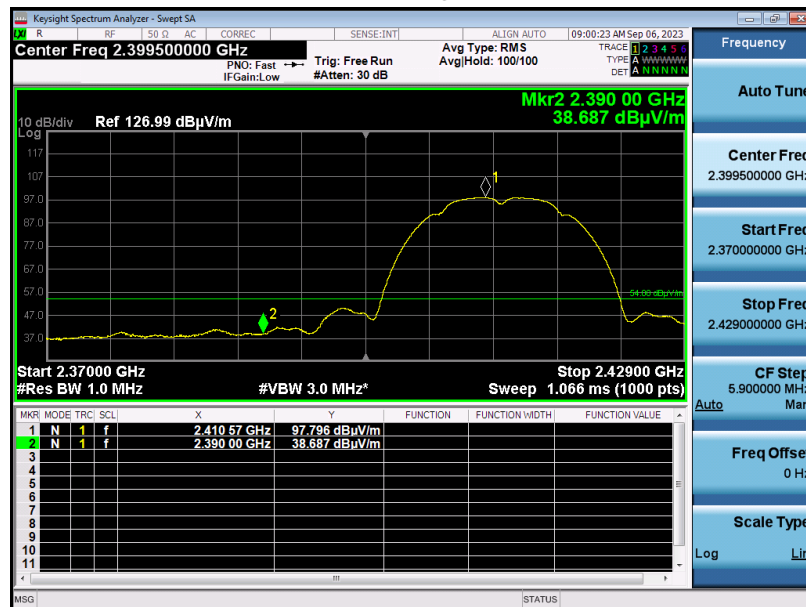 Keysight Spectrum Analyzer - Swept SA
LXI R RF 50 Ω AC CORREC SENSE:INT ALIGN AUTO 09:00:23 AM Sep 06, 2023
Center Freq 2.399500000 GHz
PNO: Fast
IFGain:Low
Trig: Free Run
#Atten: 30 dB
Avg Type: RMS
Avg|Hold: 100/100
TRACE 1 2 3 4 5 6
TYPE A WWWWW
DET A N N N N N
Mkr2 2.390 00 GHz
38.687 dBµV/m
10 dB/div Ref 126.99 dBµV/m
Log
117
107
97.0
87.0
77.0
67.0
57.0
47.0
37.0
1
2
54.00 dBµV/m
Start 2.37000 GHz Stop 2.42900 GHz
#Res BW 1.0 MHz #VBW 3.0 MHz* Sweep 1.066 ms (1000 pts)
MKR MODE TRC SCL X Y FUNCTION FUNCTION WIDTH FUNCTION VALUE
1 N 1 f 2.410 57 GHz 97.796 dBµV/m
2 N 1 f 2.390 00 GHz 38.687 dBµV/m
3
4
5
6
7
8
9
10
11
MSG STATUS
Frequency
Auto Tune
Center Freq
2.399500000 GHz
Start Freq
2.370000000 GHz
Stop Freq
2.429000000 GHz
CF Step
5.900000 MHz
Auto Man
Freq Offset
0 Hz
Scale Type
Log Lin